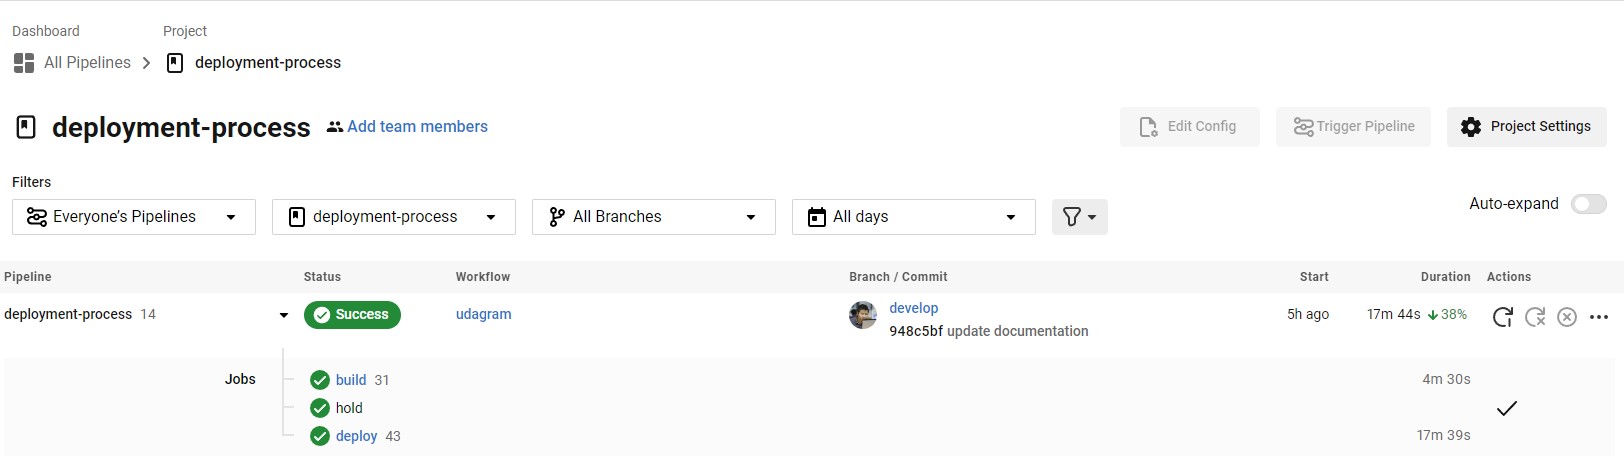 Dashboard Project
All Pipelines deployment-process
deployment-process Add team members Edit Config Trigger Pipeline Project Settings
Filters
Everyone’s Pipelines deployment-process All Branches All days Auto-expand
Pipeline Status Workflow Branch / Commit Start Duration Actions
deployment-process 14 Success udagram develop 5h ago 17m 44s 38%
948c5bf update documentation
Jobs build 31 4m 30s
hold
deploy 43 17m 39s